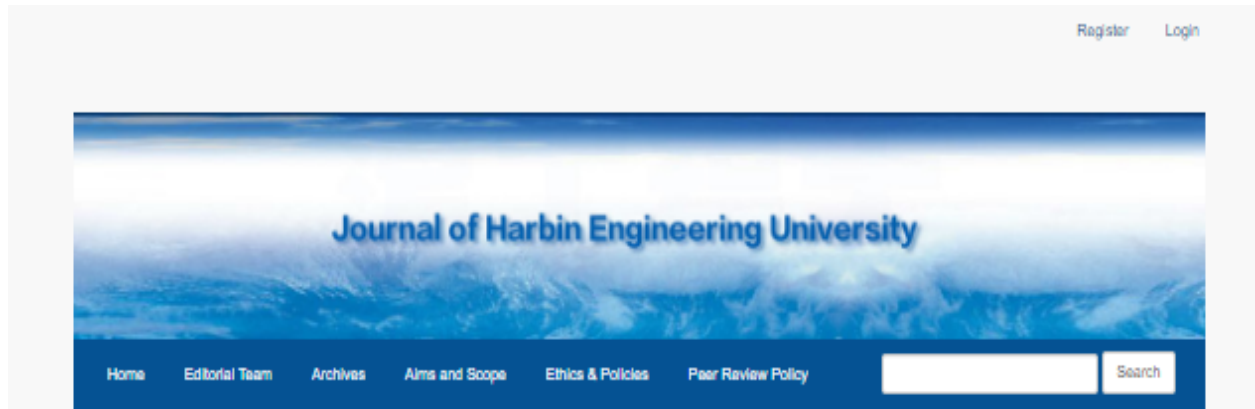 Register Login
Journal of Harbin Engineering University
Home Editorial Team Archives Aims and Scope Ethics & Policies Peer Review Policy Search